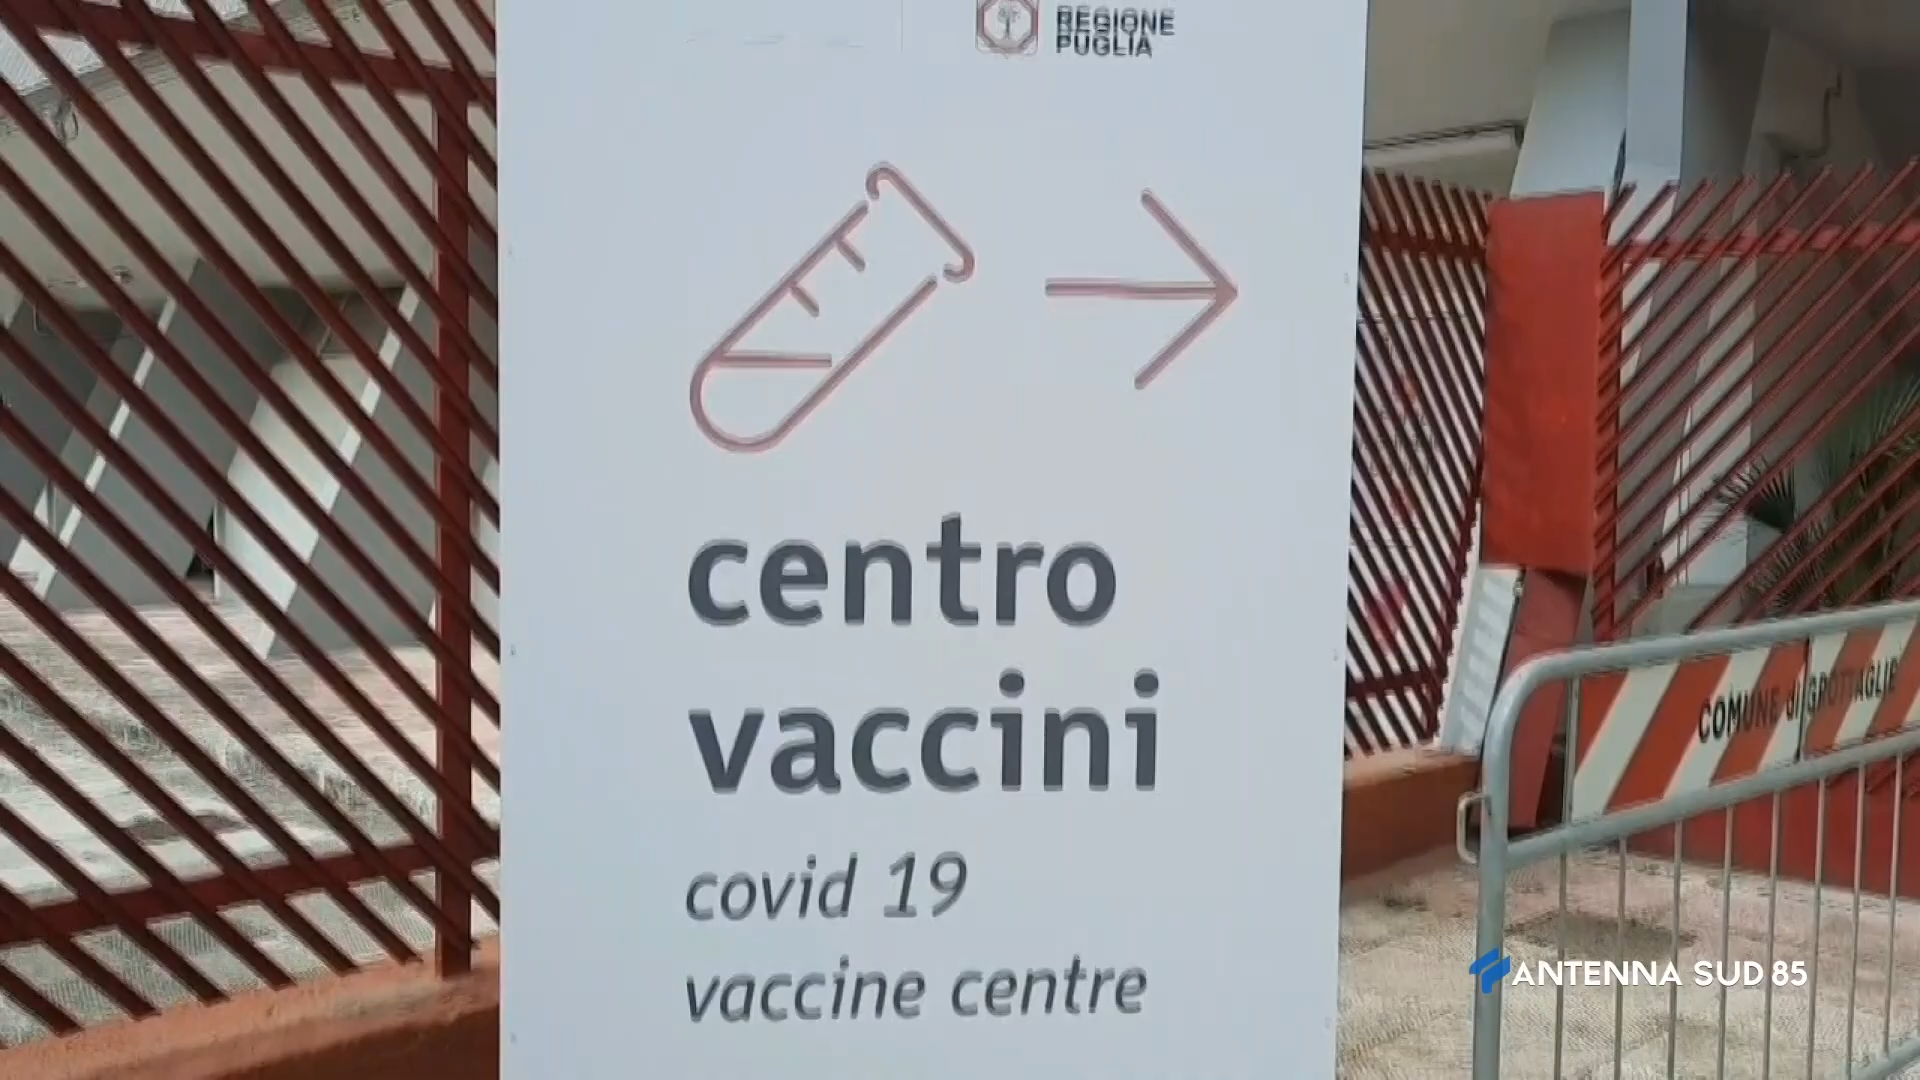 REGIONE
PUGLIA
centro
vaccini
covid 19
vaccine centre
COMUNE di GROTTAGLIE
ANTENNA SUD 85